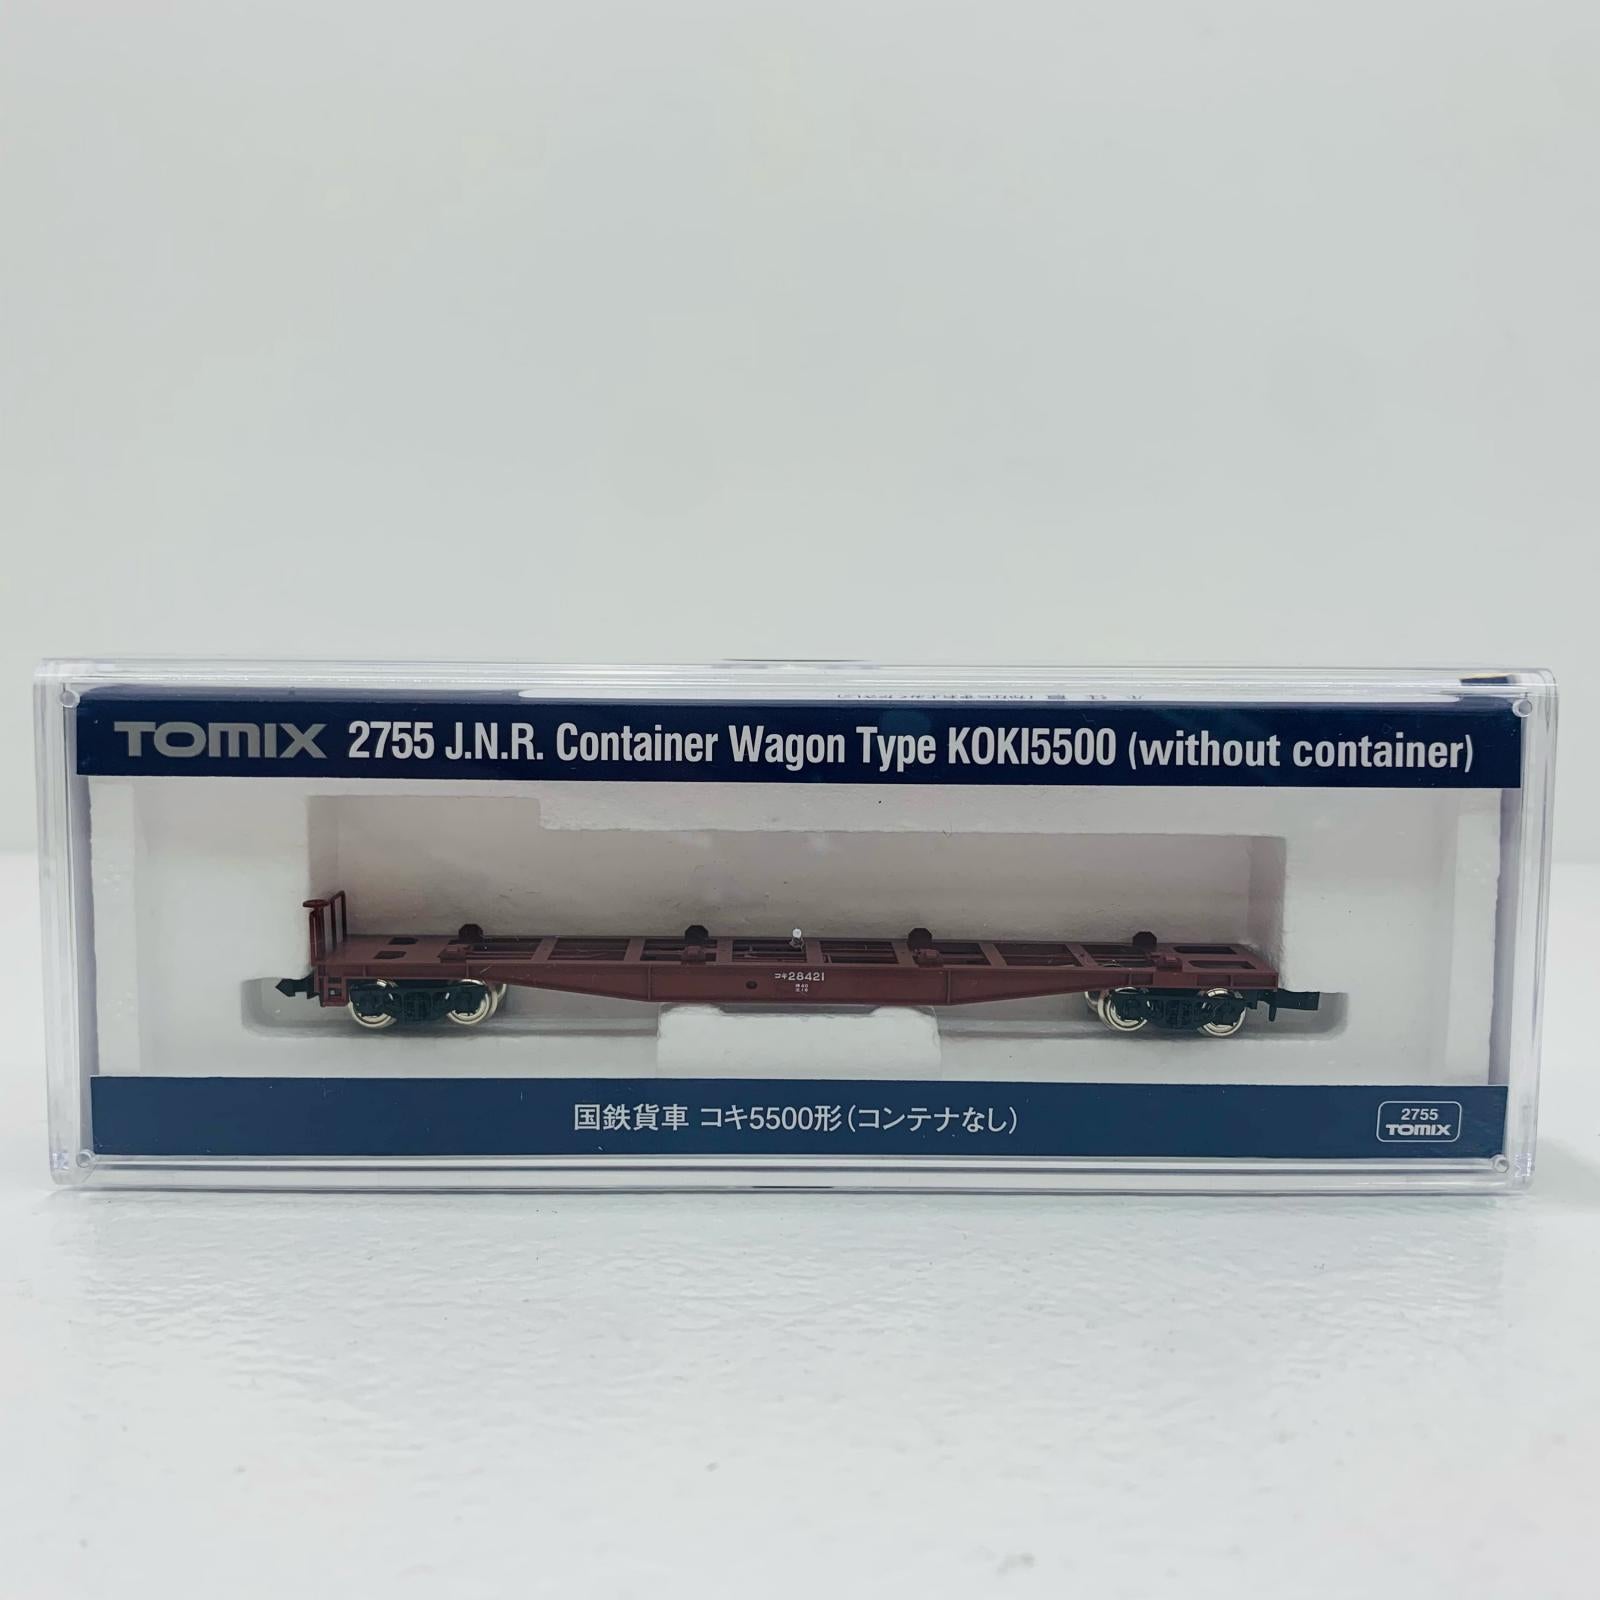 TOMIX 2755 J.N.R. Container Wagon Type KOKI5500 (without container)
コキ28421
国鉄貨車 コキ5500形(コンテナなし)
2755
TOMIX